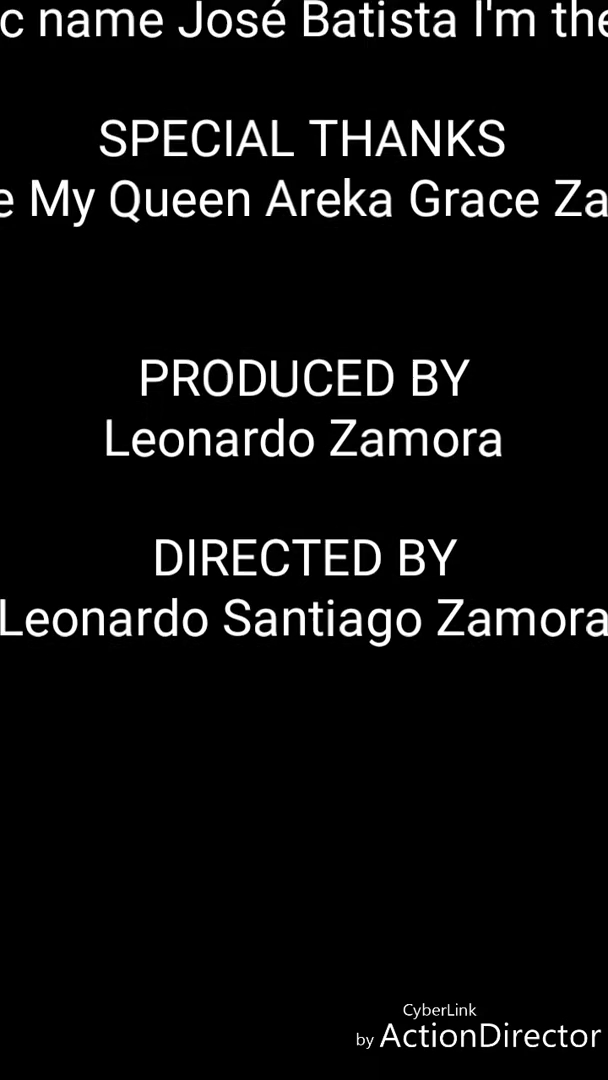 c name José Batista I'm the
SPECIAL THANKS
e My Queen Areka Grace Za
PRODUCED BY
Leonardo Zamora
DIRECTED BY
Leonardo Santiago Zamora
CyberLink
by ActionDirector